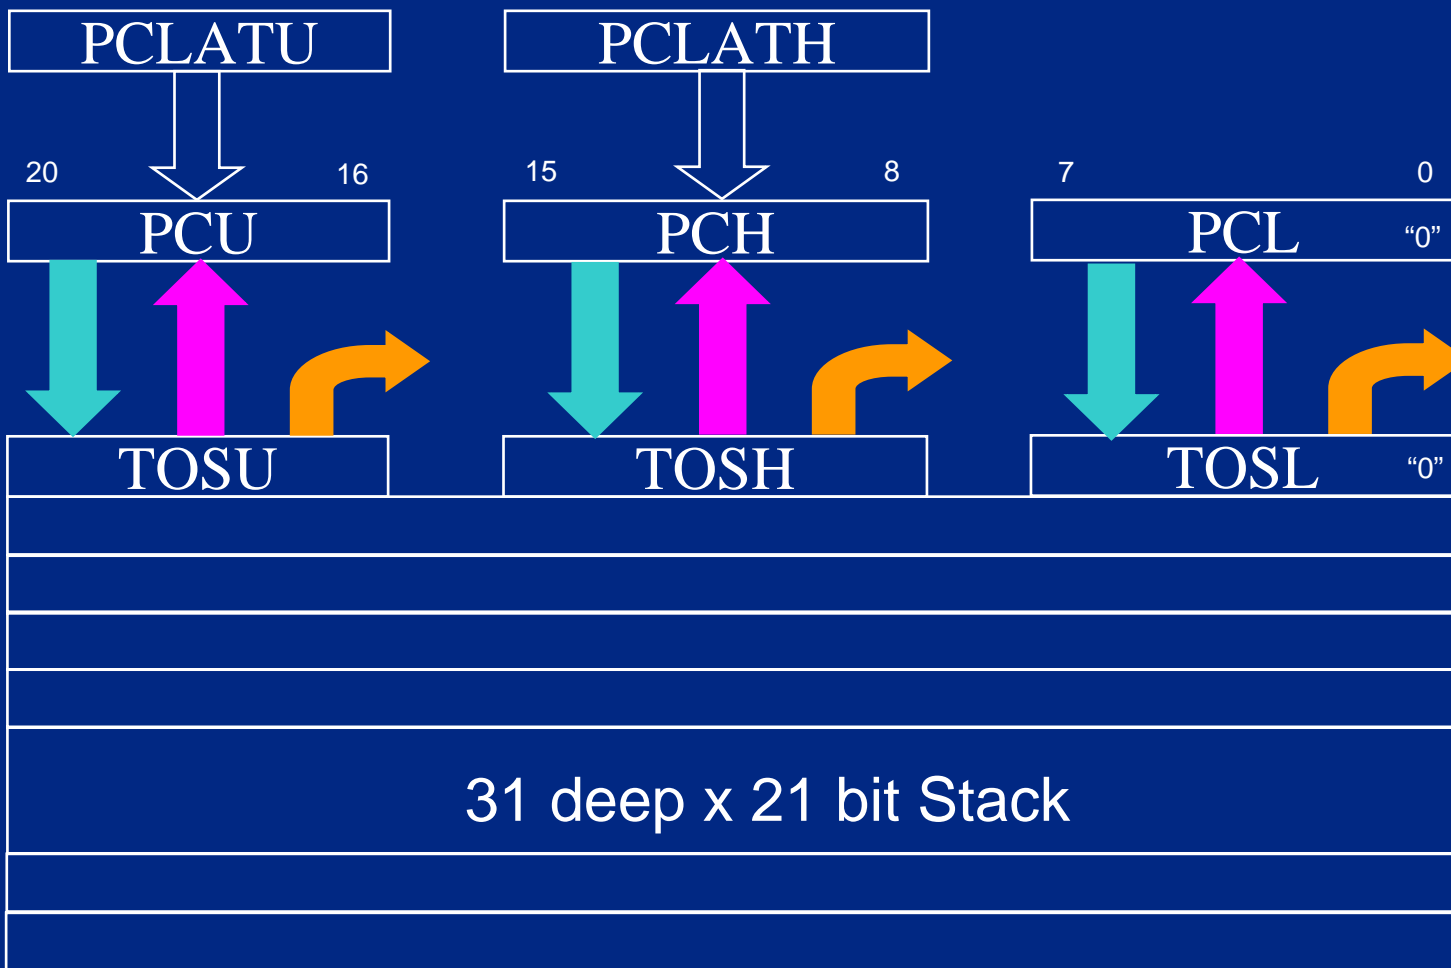 PCLATU PCLATH
20 16 15 8 7 0
PCU PCH PCL “0”
TOSU TOSH TOSL “0”
31 deep x 21 bit Stack